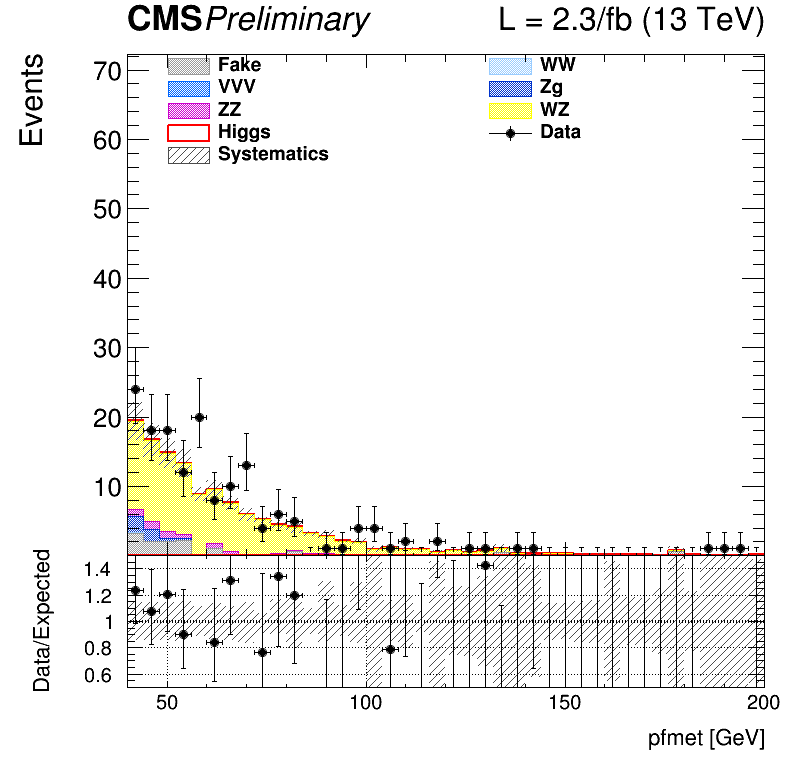 CMS Preliminary L = 2.3/fb (13 TeV)
Events
70
60
50
40
30
20
10
Fake WW
VVV Zg
ZZ WZ
Higgs Data
Systematics
Data/Expected
1.4
1.2
1
0.8
0.6
50 100 150 200
pfmet [GeV]